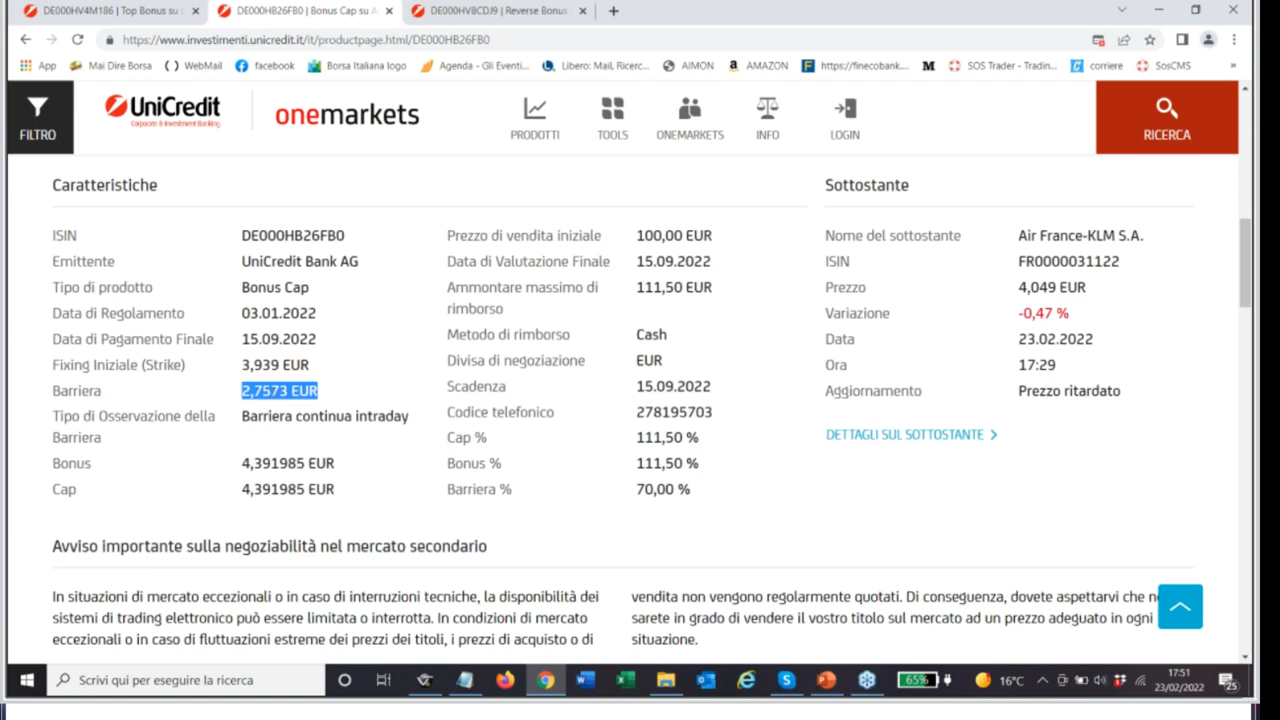 DE000HV4M186 | Top Bonus su
DE000HB26FB0 | Bonus Cap su A
DE000HV8CDJ9 | Reverse Bonus
https://www.investimenti.unicredit.it/it/productpage.html/DE000HB26FB0
App
Mai Dire Borsa
WebMail
facebook
Borsa Italiana logo
Agenda - Gli Eventi...
Libero: Mail, Ricerc...
AIMON
AMAZON
https://finecobank....
SOS Trader - Tradin...
corriere
SosCMS
FILTRO
UniCredit
Corporate & Investment Banking
onemarkets
PRODOTTI
TOOLS
ONEMARKETS
INFO
LOGIN
RICERCA
Caratteristiche
ISIN DE000HB26FB0
Emittente UniCredit Bank AG
Tipo di prodotto Bonus Cap
Data di Regolamento 03.01.2022
Data di Pagamento Finale 15.09.2022
Fixing Iniziale (Strike) 3,939 EUR
Barriera 2,7573 EUR
Tipo di Osservazione della Barriera continua intraday
Barriera
Bonus 4,391985 EUR
Cap 4,391985 EUR
Prezzo di vendita iniziale 100,00 EUR
Data di Valutazione Finale 15.09.2022
Ammontare massimo di 111,50 EUR
rimborso
Metodo di rimborso Cash
Divisa di negoziazione EUR
Scadenza 15.09.2022
Codice telefonico 278195703
Cap % 111,50 %
Bonus % 111,50 %
Barriera % 70,00 %
Sottostante
Nome del sottostante Air France-KLM S.A.
ISIN FR0000031122
Prezzo 4,049 EUR
Variazione -0,47 %
Data 23.02.2022
Ora 17:29
Aggiornamento Prezzo ritardato
DETTAGLI SUL SOTTOSTANTE
Avviso importante sulla negoziabilità nel mercato secondario
In situazioni di mercato eccezionali o in caso di interruzioni tecniche, la disponibilità dei
sistemi di trading elettronico può essere limitata o interrotta. In condizioni di mercato
eccezionali o in caso di fluttuazioni estreme dei prezzi dei titoli, i prezzi di acquisto o di
vendita non vengono regolarmente quotati. Di conseguenza, dovete aspettarvi che
sarete in grado di vendere il vostro titolo sul mercato ad un prezzo adeguato in ogni
situazione.
Scrivi qui per eseguire la ricerca
65%
16°C
17:51
23/02/2022
25